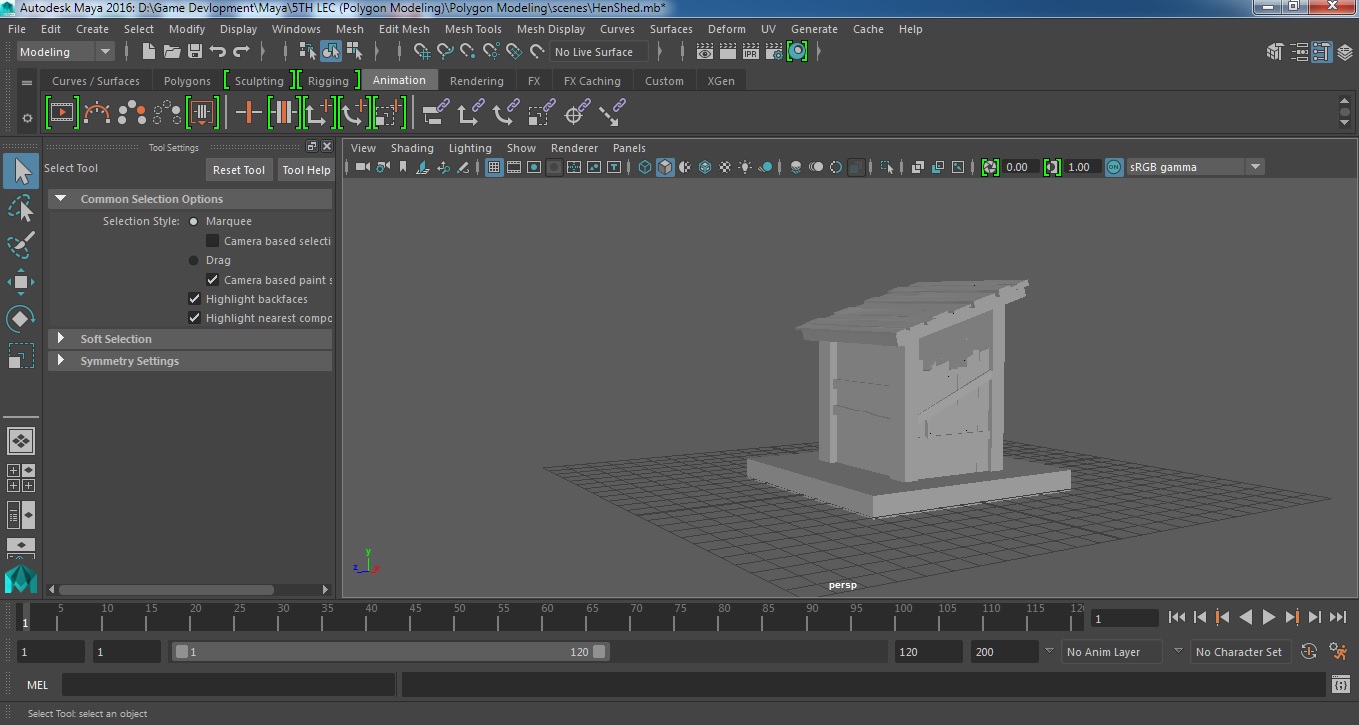 Autodesk Maya 2016: D:\Game Devlopment\Maya\5TH LEC (Polygon Modeling)\Polygon Modeling\scenes\HenShed.mb*
File Edit Create Select Modify Display Windows Mesh Edit Mesh Mesh Tools Mesh Display Curves Surfaces Deform UV Generate Cache Help
Modeling No Live Surface
Curves / Surfaces Polygons Sculpting Rigging Animation Rendering FX FX Caching Custom XGen
Tool Settings
View Shading Lighting Show Renderer Panels
Select Tool Reset Tool Tool Help
0.00 1.00 sRGB gamma
Common Selection Options
Selection Style: Marquee
Camera based selecti
Drag
Camera based paint s
Highlight backfaces
Highlight nearest compo
Soft Selection
Symmetry Settings
y
z x
persp
5 10 15 20 25 30 35 40 45 50 55 60 65 70 75 80 85 90 95 100 105 110 115 12
1 1
1 1 1 120 120 200 No Anim Layer No Character Set
MEL
Select Tool: select an object